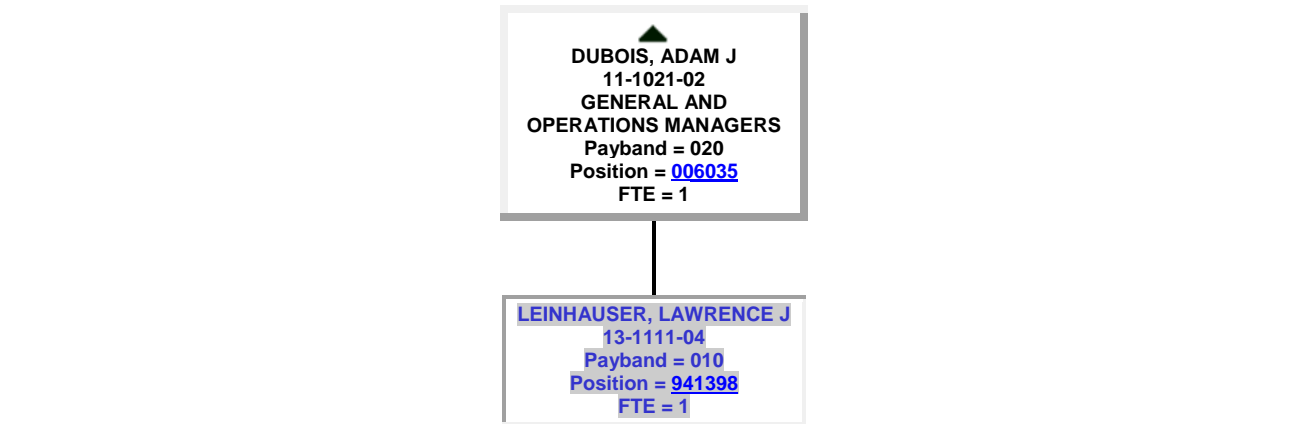 DUBOIS, ADAM J
11-1021-02
GENERAL AND
OPERATIONS MANAGERS
Payband = 020
Position = 006035
FTE = 1
LEINHAUSER, LAWRENCE J
13-1111-04
Payband = 010
Position = 941398
FTE = 1